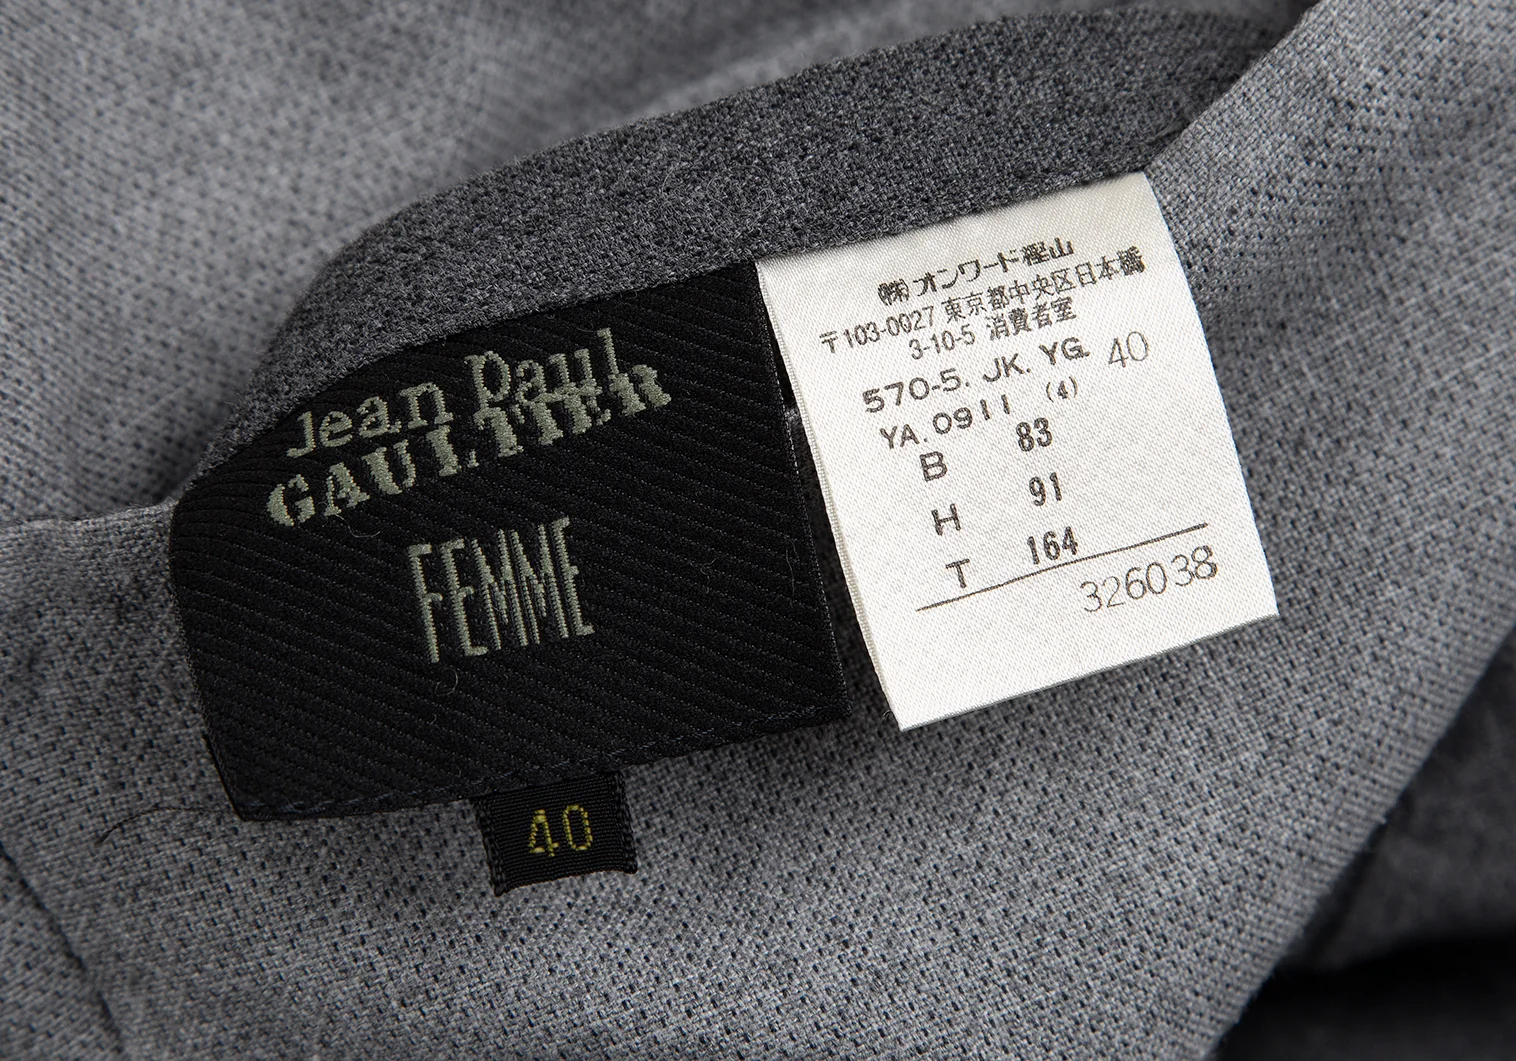 Jean Paul
GAULTIER
FEMME
40
㈱オンワード樫山
〒103-0027 東京都中央区日本橋
3-10-5 消費者室
570-5. JK. YG. 40
YA. 0911 (4)
B 83
H 91
T 164
326038